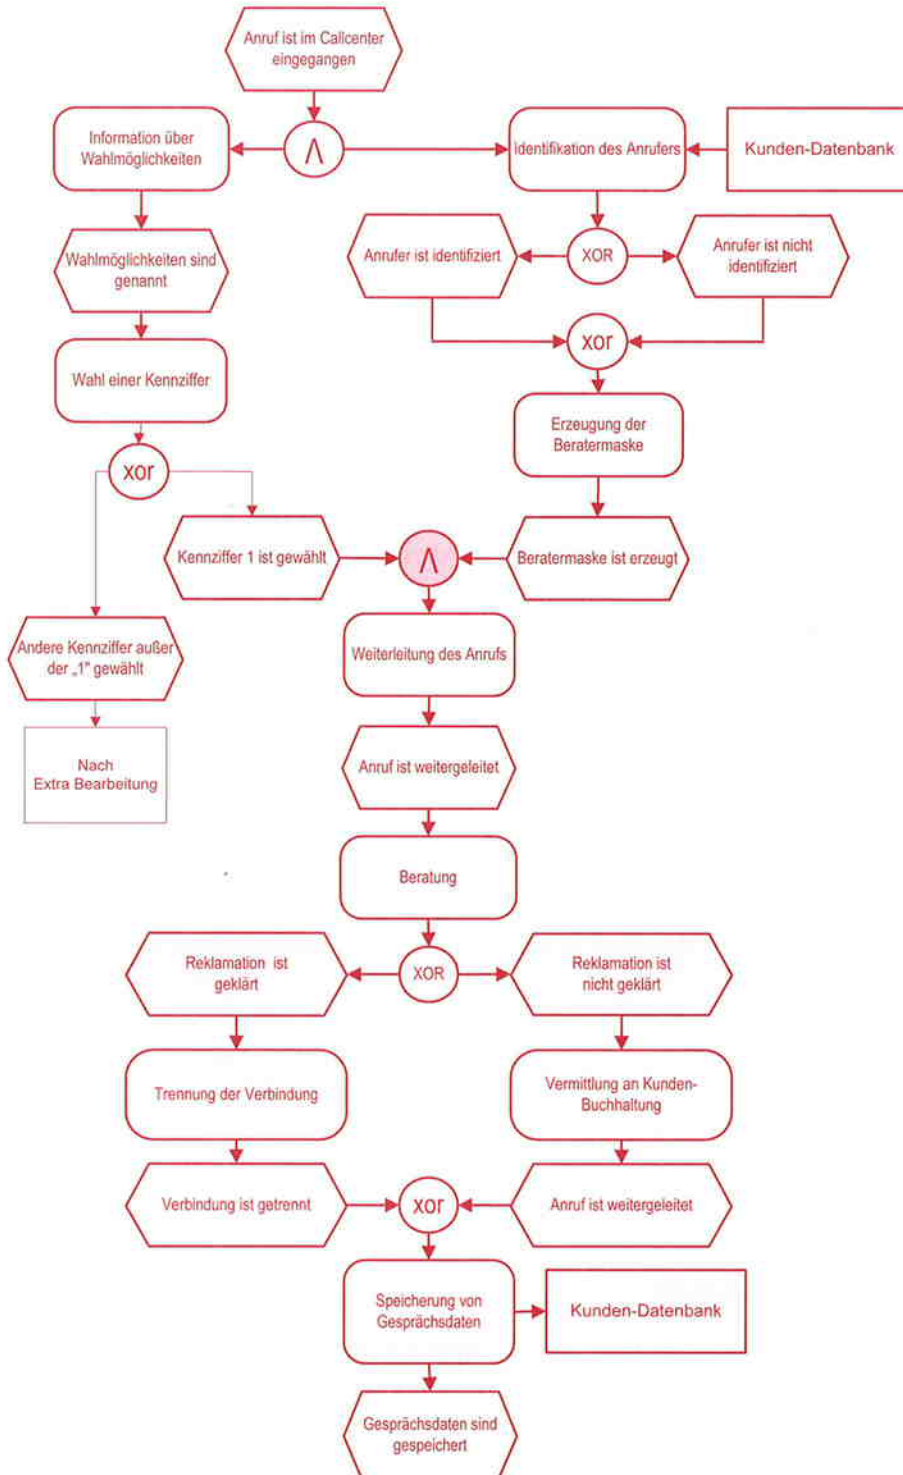 Anruf ist im Callcenter
eingegangen
Information über
Wahlmöglichkeiten
Λ
Identifikation des Anrufers
Kunden-Datenbank
Wahlmöglichkeiten sind
genannt
Anrufer ist identifiziert
XOR
Anrufer ist nicht
identifiziert
xor
Wahl einer Kennziffer
Erzeugung der
Beratermaske
xor
Kennziffer 1 ist gewählt
Λ
Beratermaske ist erzeugt
Andere Kennziffer außer
der „1" gewählt
Weiterleitung des Anrufs
Nach
Extra Bearbeitung
Anruf ist weitergeleitet
Beratung
Reklamation ist
geklärt
XOR
Reklamation ist
nicht geklärt
Trennung der Verbindung
Vermittlung an Kunden-
Buchhaltung
Verbindung ist getrennt
xor
Anruf ist weitergeleitet
Speicherung von
Gesprächsdaten
Kunden-Datenbank
Gesprächsdaten sind
gespeichert